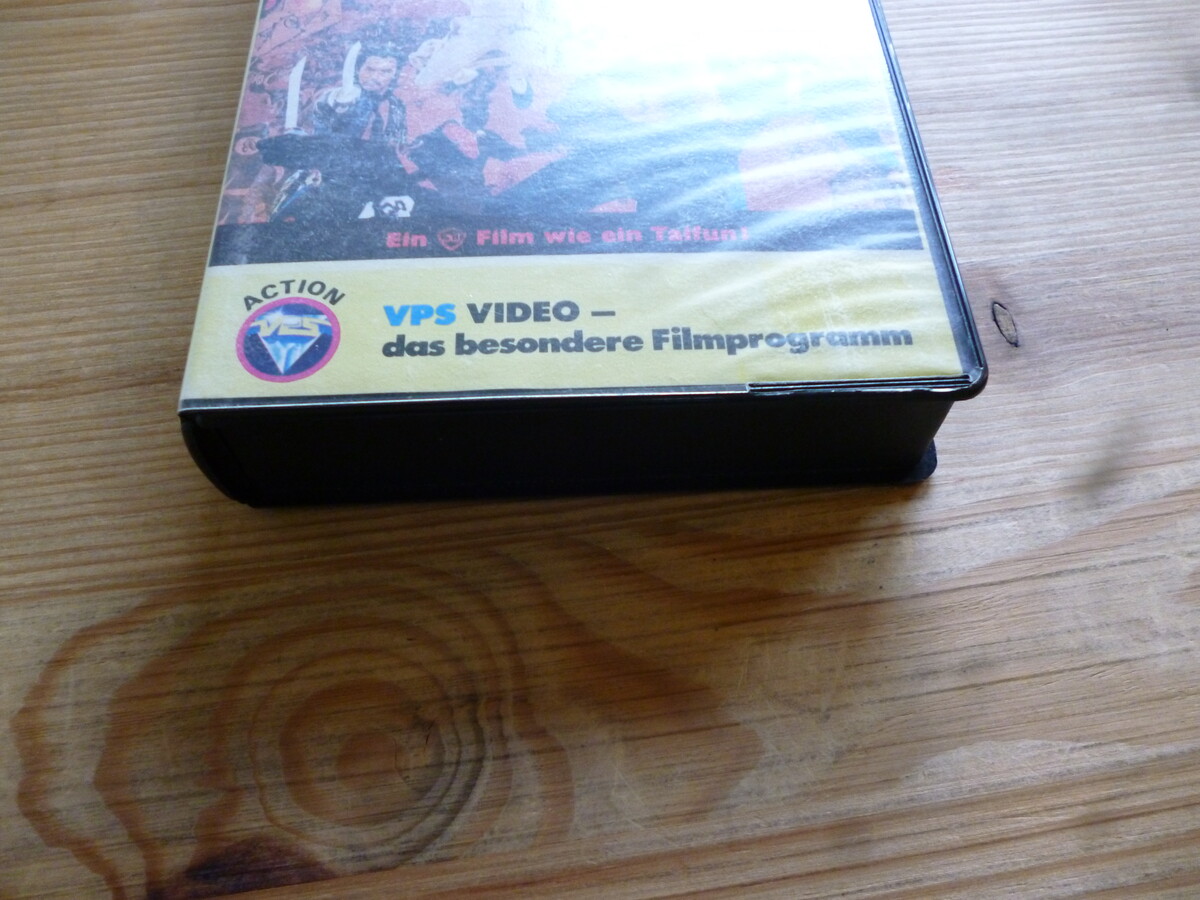 Ein Film wie ein Taifun!
ACTION
VPS
VPS VIDEO –
das besondere Filmprogramm